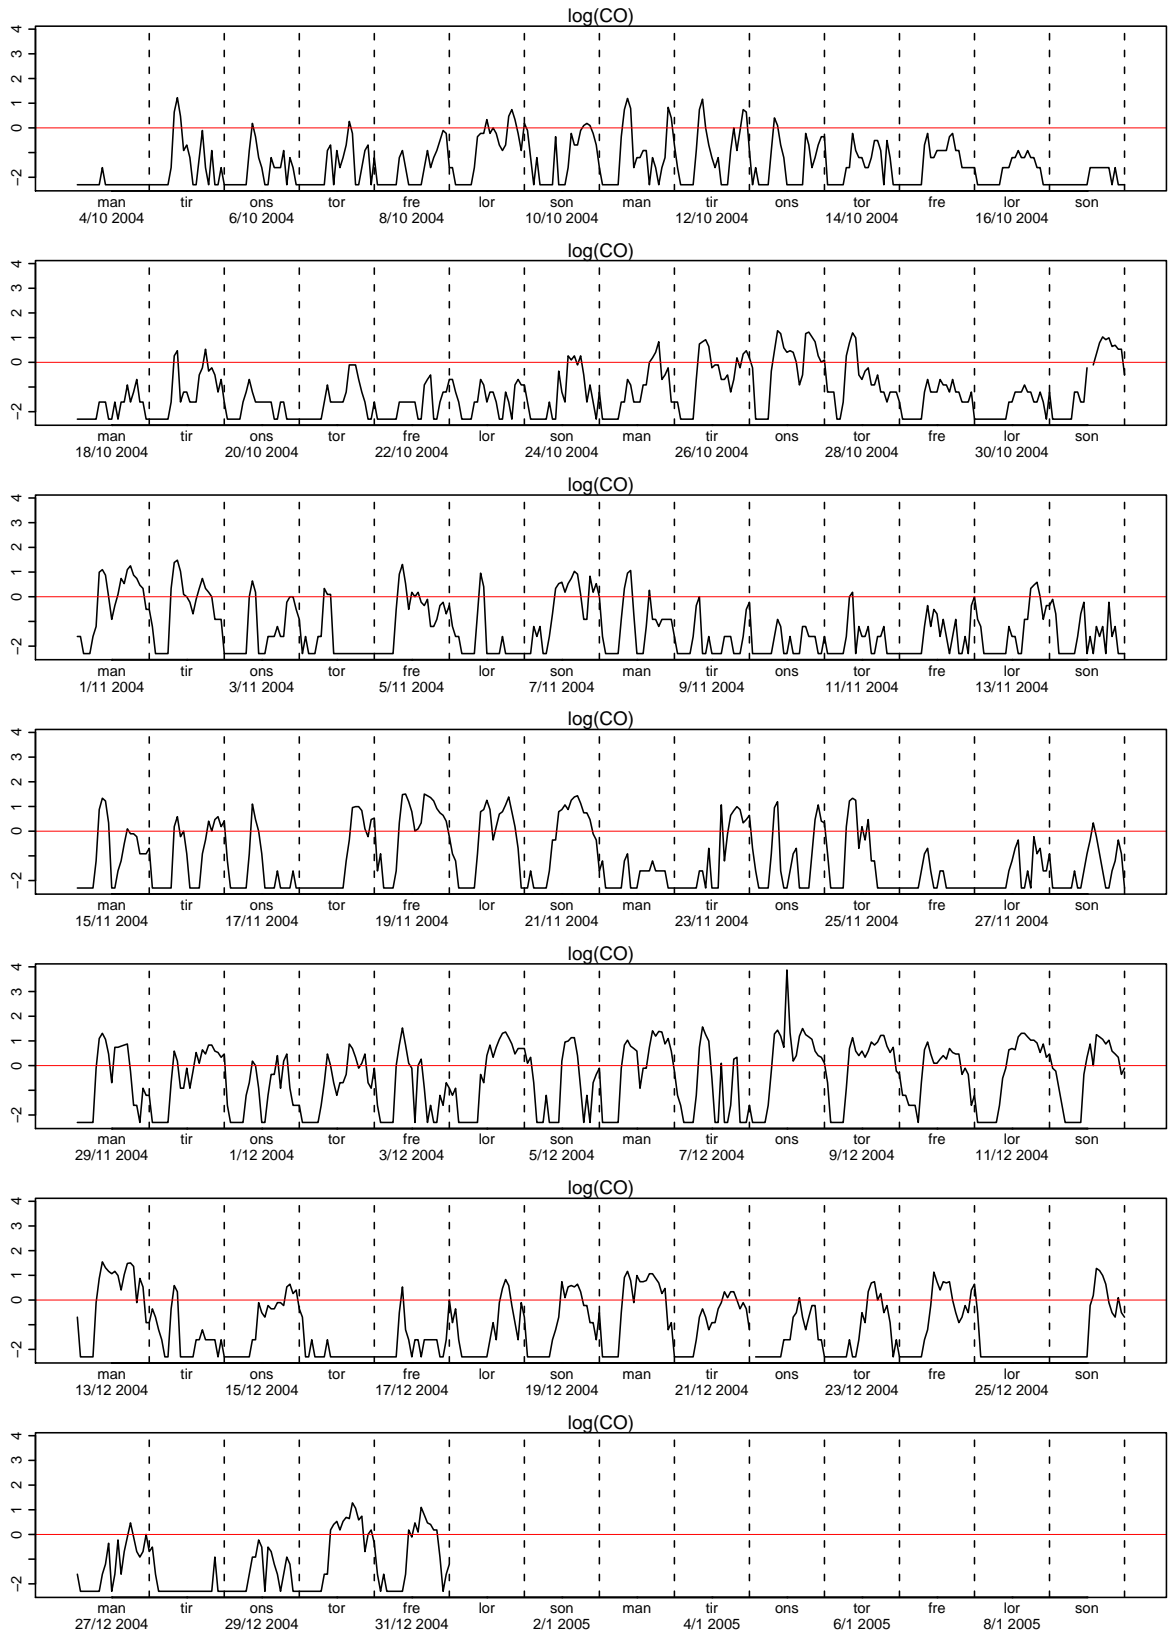 log(CO)
4
3
2
1
0
−2
man tir ons tor fre lor son man tir ons tor fre lor son
4/10 2004 6/10 2004 8/10 2004 10/10 2004 12/10 2004 14/10 2004 16/10 2004
log(CO)
4
3
2
1
0
−2
man tir ons tor fre lor son man tir ons tor fre lor son
18/10 2004 20/10 2004 22/10 2004 24/10 2004 26/10 2004 28/10 2004 30/10 2004
log(CO)
4
3
2
1
0
−2
man tir ons tor fre lor son man tir ons tor fre lor son
1/11 2004 3/11 2004 5/11 2004 7/11 2004 9/11 2004 11/11 2004 13/11 2004
log(CO)
4
3
2
1
0
−2
man tir ons tor fre lor son man tir ons tor fre lor son
15/11 2004 17/11 2004 19/11 2004 21/11 2004 23/11 2004 25/11 2004 27/11 2004
log(CO)
4
3
2
1
0
−2
man tir ons tor fre lor son man tir ons tor fre lor son
29/11 2004 1/12 2004 3/12 2004 5/12 2004 7/12 2004 9/12 2004 11/12 2004
log(CO)
4
3
2
1
0
−2
man tir ons tor fre lor son man tir ons tor fre lor son
13/12 2004 15/12 2004 17/12 2004 19/12 2004 21/12 2004 23/12 2004 25/12 2004
log(CO)
4
3
2
1
0
−2
man tir ons tor fre lor son man tir ons tor fre lor son
27/12 2004 29/12 2004 31/12 2004 2/1 2005 4/1 2005 6/1 2005 8/1 2005